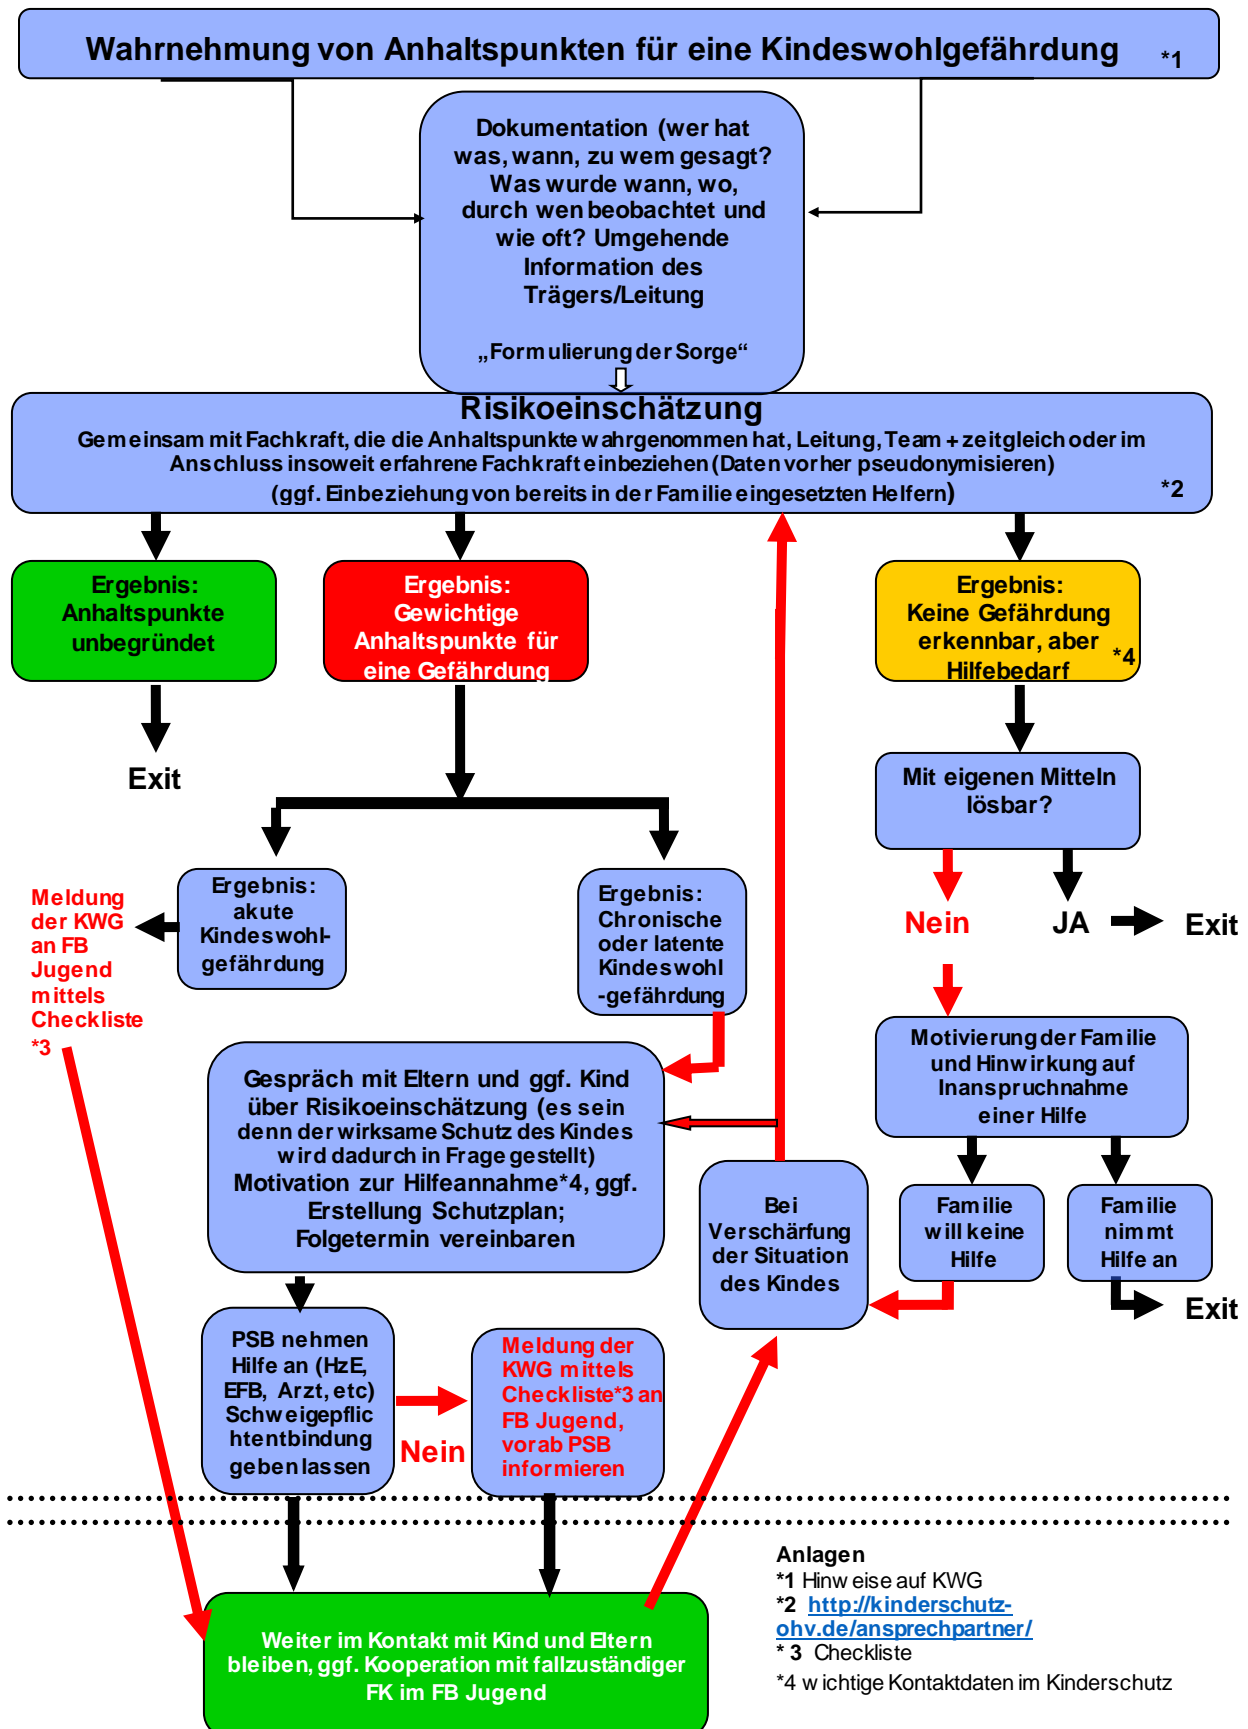 Wahrnehmung von Anhaltspunkten für eine Kindeswohlgefährdung *1
Dokumentation (wer hat
was, wann, zu wem gesagt?
Was wurde wann, wo,
durch wen beobachtet und
wie oft? Umgehende
Information des
Trägers/Leitung
„Formulierung der Sorge“
Risikoeinschätzung
Gemeinsam mit Fachkraft, die die Anhaltspunkte wahrgenommen hat, Leitung, Team + zeitgleich oder im
Anschluss insoweit erfahrene Fachkraft einbeziehen (Daten vorher pseudonymisieren)
(ggf. Einbeziehung von bereits in der Familie eingesetzten Helfern) *2
Ergebnis:
Anhaltspunkte
unbegründet
Exit
Ergebnis:
Gewichtige
Anhaltspunkte für
eine Gefährdung
Ergebnis:
Keine Gefährdung
erkennbar, aber
Hilfebedarf *4
Mit eigenen Mitteln
lösbar?
Nein
JA
Exit
Meldung
der KWG
an FB
Jugend
mittels
Checkliste
*3
Ergebnis:
akute
Kindeswohl-
gefährdung
Ergebnis:
Chronische
oder latente
Kindeswohl
-gefährdung
Motivierung der Familie
und Hinwirkung auf
Inanspruchnahme
einer Hilfe
Gespräch mit Eltern und ggf. Kind
über Risikoeinschätzung (es sein
denn der wirksame Schutz des Kindes
wird dadurch in Frage gestellt)
Motivation zur Hilfeannahme*4, ggf.
Erstellung Schutzplan;
Folgetermin vereinbaren
Bei
Verschärfung
der Situation
des Kindes
Familie
will keine
Hilfe
Familie
nimmt
Hilfe an
Exit
PSB nehmen
Hilfe an (HzE,
EFB, Arzt, etc)
Schweigepflic
htentbindung
geben lassen
Nein
Meldung der
KWG mittels
Checkliste*3 an
FB Jugend,
vorab PSB
informieren
Weiter im Kontakt mit Kind und Eltern
bleiben, ggf. Kooperation mit fallzuständiger
FK im FB Jugend
Anlagen
*1 Hinweise auf KWG
*2 http://kinderschutz-
ohv.de/ansprechpartner/
* 3 Checkliste
*4 wichtige Kontaktdaten im Kinderschutz